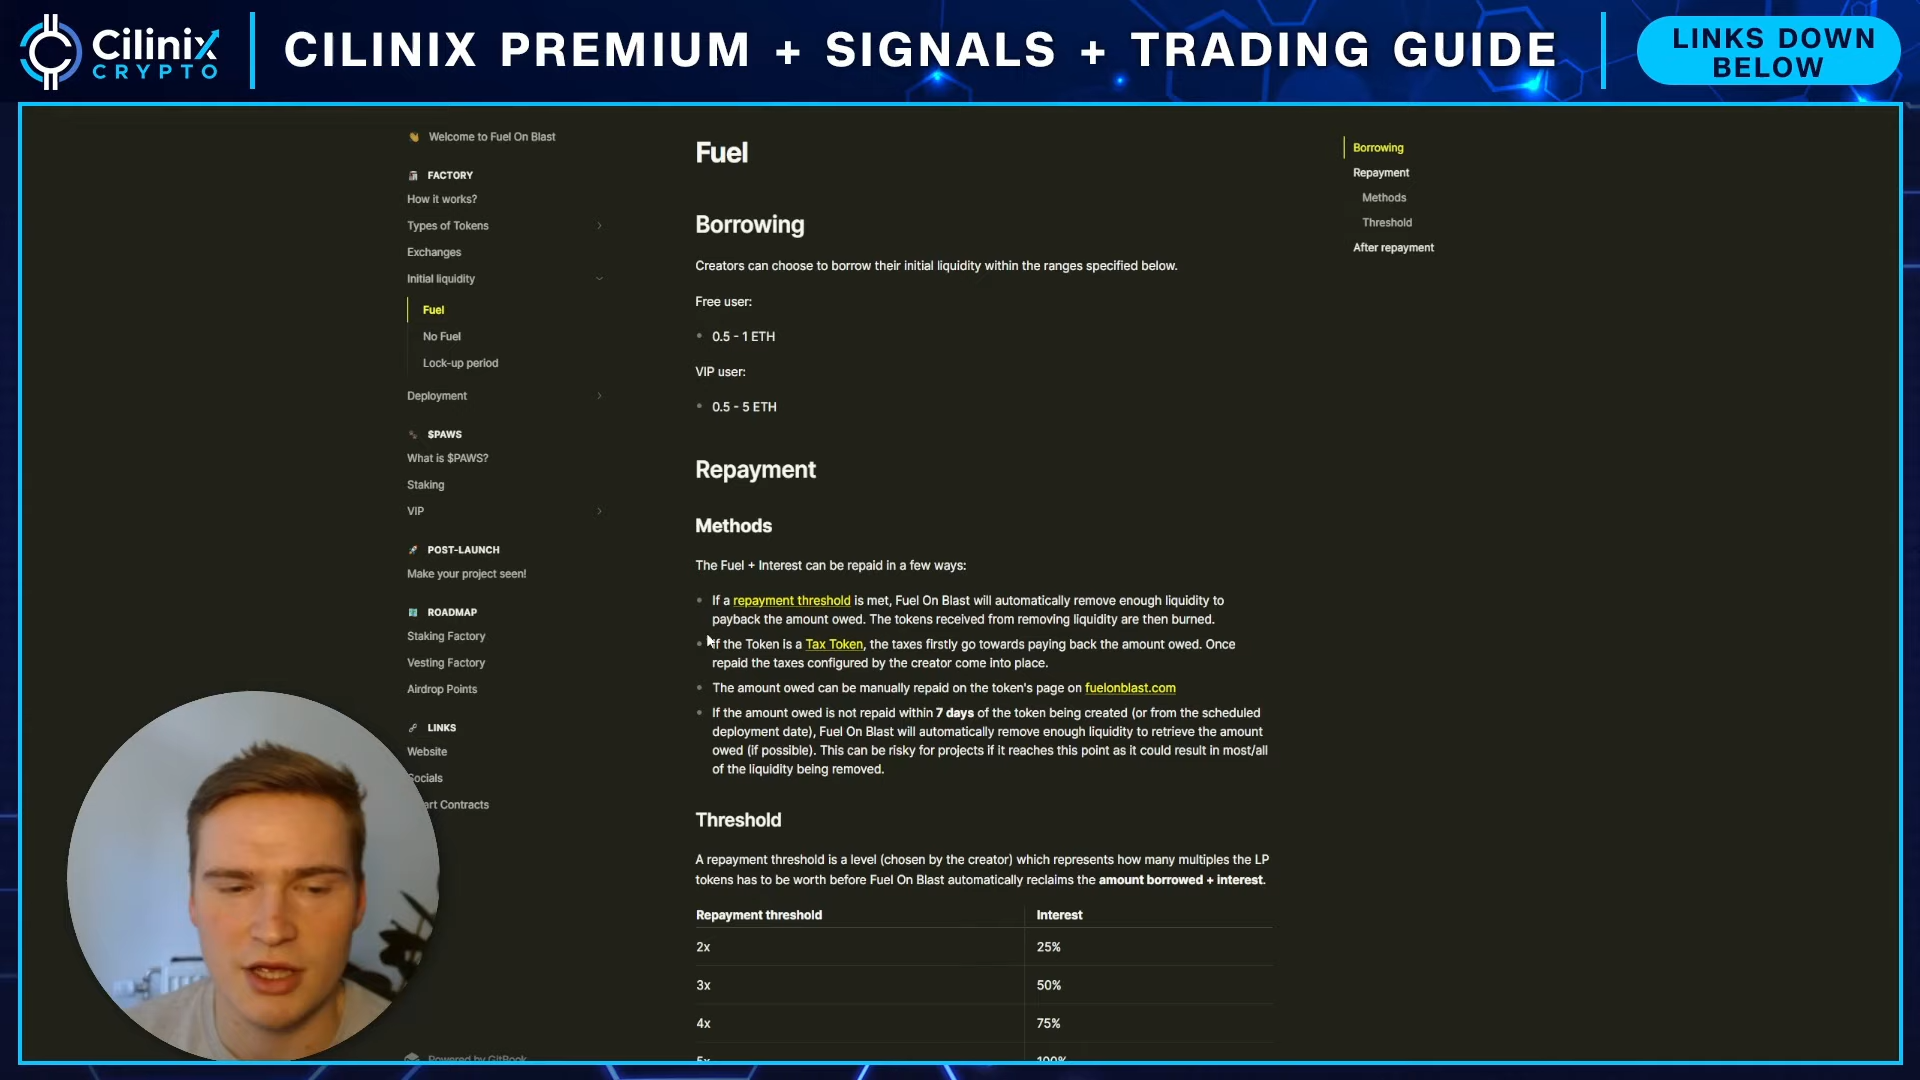 Cilinix
CRYPTO
CILINIX PREMIUM + SIGNALS + TRADING GUIDE
LINKS DOWN
BELOW
Welcome to Fuel On Blast
FACTORY
How it works?
Types of Tokens
Exchanges
Initial liquidity
Fuel
No Fuel
Lock-up period
Deployment
$PAWS
What is $PAWS?
Staking
VIP
POST-LAUNCH
Make your project seen!
ROADMAP
Staking Factory
Vesting Factory
Airdrop Points
LINKS
Website
Socials
art Contracts
Powered by GitBook
Fuel
Borrowing
Creators can choose to borrow their initial liquidity within the ranges specified below.
Free user:
0.5 - 1 ETH
VIP user:
0.5 - 5 ETH
Repayment
Methods
The Fuel + Interest can be repaid in a few ways:
If a repayment threshold is met, Fuel On Blast will automatically remove enough liquidity to
payback the amount owed. The tokens received from removing liquidity are then burned.
If the Token is a Tax Token, the taxes firstly go towards paying back the amount owed. Once
repaid the taxes configured by the creator come into place.
The amount owed can be manually repaid on the token's page on fuelonblast.com
If the amount owed is not repaid within 7 days of the token being created (or from the scheduled
deployment date), Fuel On Blast will automatically remove enough liquidity to retrieve the amount
owed (if possible). This can be risky for projects if it reaches this point as it could result in most/all
of the liquidity being removed.
Threshold
A repayment threshold is a level (chosen by the creator) which represents how many multiples the LP
tokens has to be worth before Fuel On Blast automatically reclaims the amount borrowed + interest.
Repayment threshold Interest
2x 25%
3x 50%
4x 75%
5x 100%
Borrowing
Repayment
Methods
Threshold
After repayment